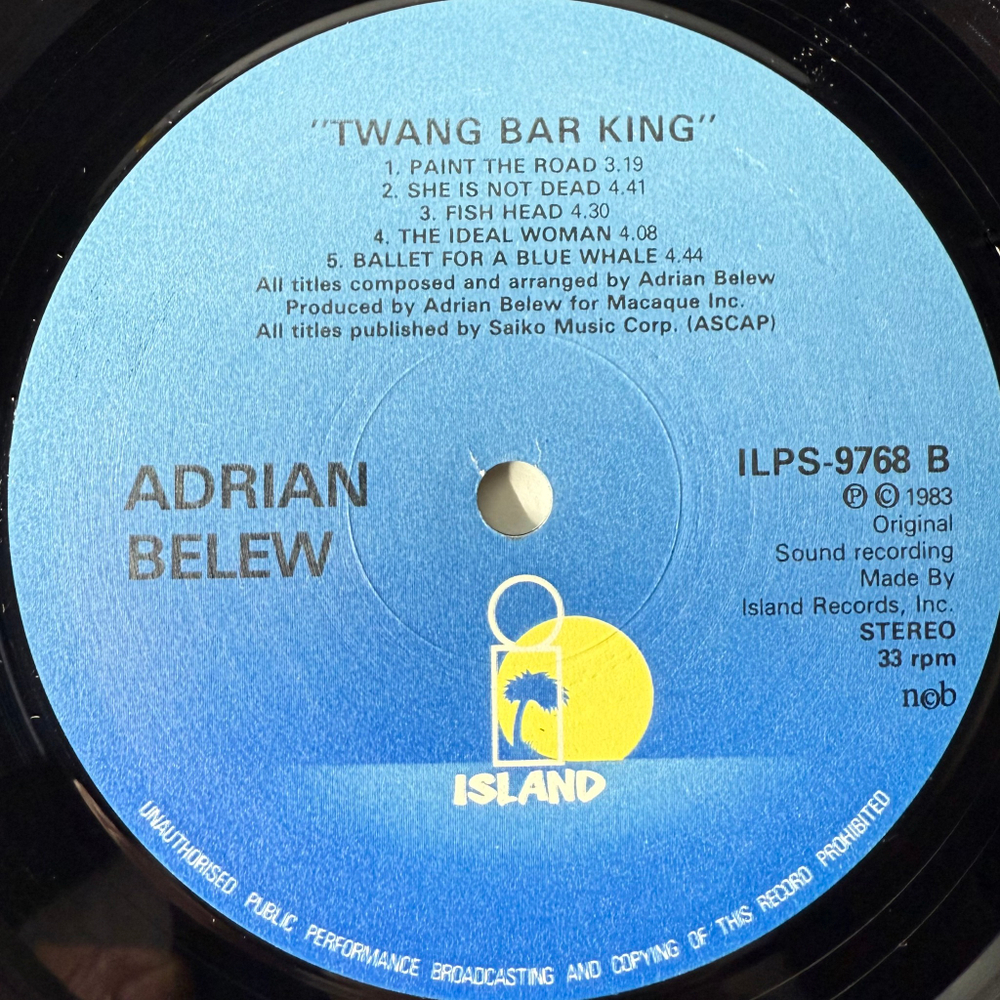 "TWANG BAR KING"
1. PAINT THE ROAD 3.19
2. SHE IS NOT DEAD 4.41
3. FISH HEAD 4.30
4. THE IDEAL WOMAN 4.08
5. BALLET FOR A BLUE WHALE 4.44
All titles composed and arranged by Adrian Belew
Produced by Adrian Belew for Macaque Inc.
All titles published by Saiko Music Corp. (ASCAP)
ADRIAN
BELEW
ILPS-9768 B
Ⓟ © 1983
Original
Sound recording
Made By
Island Records, Inc.
STEREO
33 rpm
n©b
ISLAND
UNAUTHORISED PUBLIC PERFORMANCE BROADCASTING AND COPYING OF THIS RECORD PROHIBITED